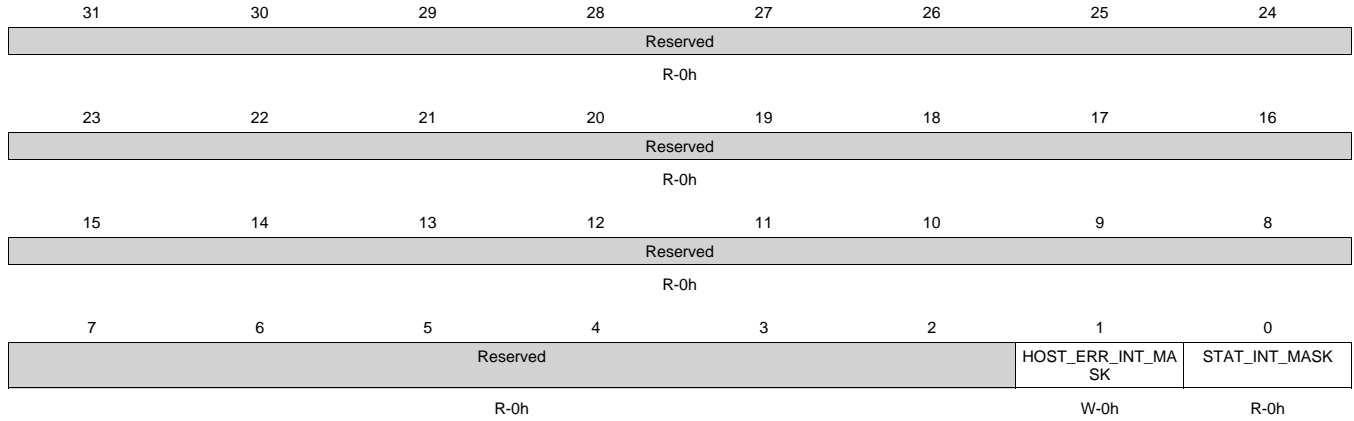 31 30 29 28 27 26 25 24
Reserved
R-0h
23 22 21 20 19 18 17 16
Reserved
R-0h
15 14 13 12 11 10 9 8
Reserved
R-0h
7 6 5 4 3 2 1 0
Reserved HOST_ERR_INT_MA STAT_INT_MASK
SK
R-0h W-0h R-0h